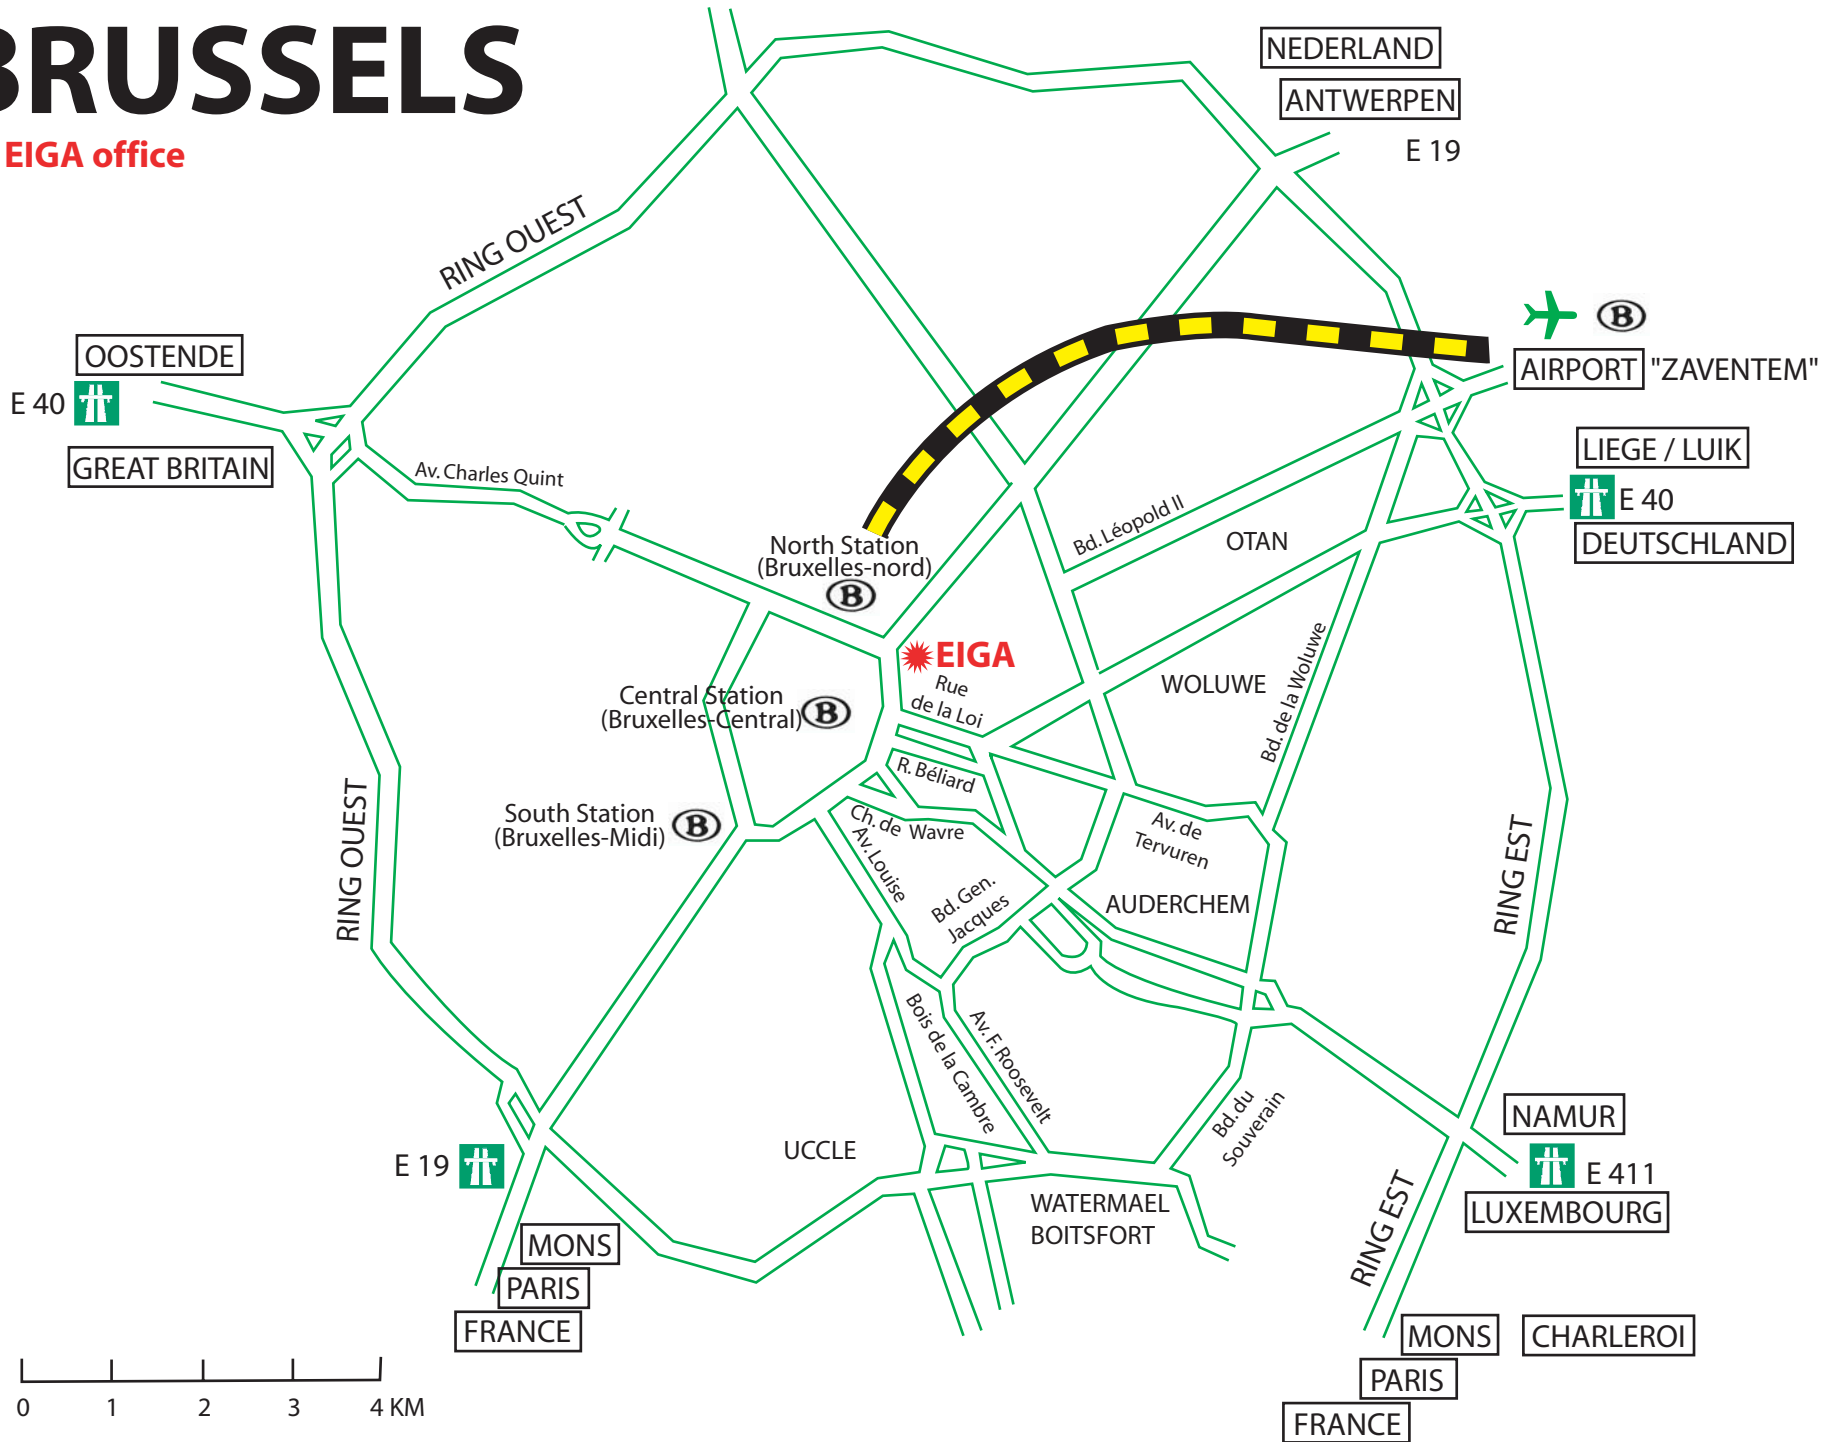 BRUSSELS
EIGA office
NEDERLAND
ANTWERPEN
E 19
RING OUEST
OOSTENDE
E 40
GREAT BRITAIN
Av. Charles Quint
B
AIRPORT "ZAVENTEM"
LIEGE / LUIK
E 40
DEUTSCHLAND
Bd. Léopold II
OTAN
North Station
(Bruxelles-nord)
B
EIGA
Rue
de la Loi
WOLUWE
Bd. de la Woluwe
Central Station
(Bruxelles-Central)
B
R. Béliard
South Station
(Bruxelles-Midi)
B
Ch. de Wavre
Av. Louise
Av. de
Tervuren
RING OUEST
RING EST
Bd. Gen.
Jacques
AUDERCHEM
Bois de la Cambre
Av. F. Roosevelt
Bd. du
Souverain
NAMUR
E 411
LUXEMBOURG
UCCLE
E 19
WATERMAEL
BOITSFORT
RING EST
MONS
PARIS
FRANCE
MONS
CHARLEROI
PARIS
FRANCE
0 1 2 3 4 KM